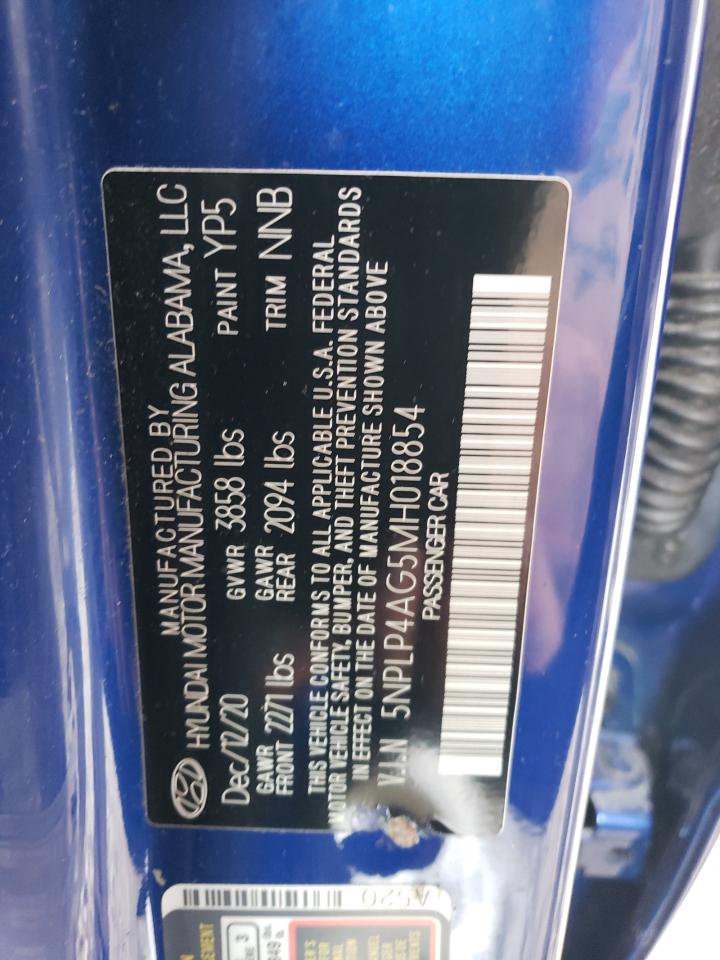 MANUFACTURED BY
HYUNDAI MOTOR MANUFACTURING ALABAMA, LLC
Dec/12/20 GVWR 3858 lbs PAINT YP5
GAWR FRONT 2271 lbs GAWR REAR 2094 lbs TRIM NNB
THIS VEHICLE CONFORMS TO ALL APPLICABLE U.S.A. FEDERAL
MOTOR VEHICLE SAFETY, BUMPER, AND THEFT PREVENTION STANDARDS
IN EFFECT ON THE DATE OF MANUFACTURE SHOWN ABOVE
V.I.N 5NPLP4AG5MH018854
PASSENGER CAR
A520